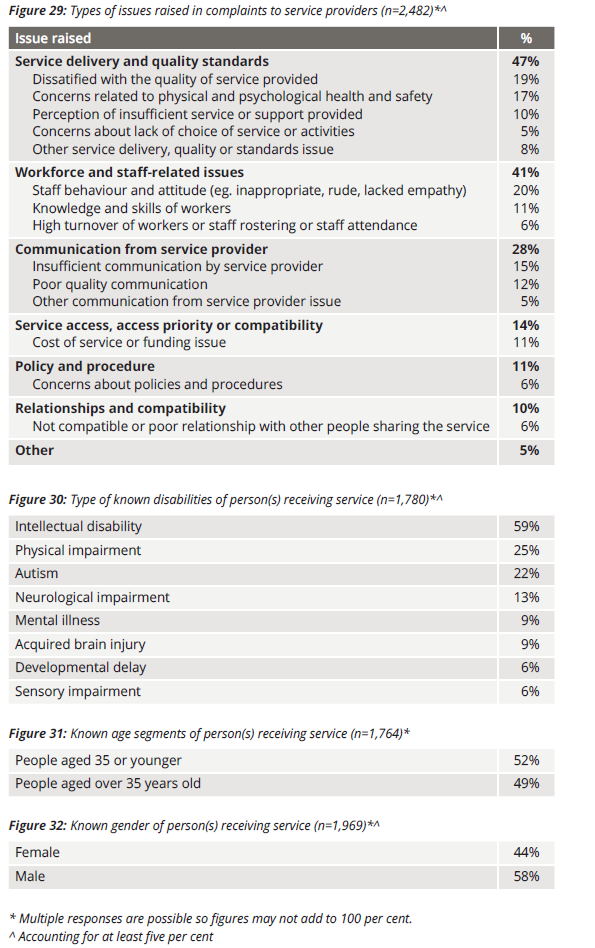 Figure 29: Types of issues raised in complaints to service providers (n=2,482)*^
Issue raised %
Service delivery and quality standards 47%
Dissatified with the quality of service provided 19%
Concerns related to physical and psychological health and safety 17%
Perception of insufficient service or support provided 10%
Concerns about lack of choice of service or activities 5%
Other service delivery, quality or standards issue 8%
Workforce and staff-related issues 41%
Staff behaviour and attitude (eg. inappropriate, rude, lacked empathy) 20%
Knowledge and skills of workers 11%
High turnover of workers or staff rostering or staff attendance 6%
Communication from service provider 28%
Insufficient communication by service provider 15%
Poor quality communication 12%
Other communication from service provider issue 5%
Service access, access priority or compatibility 14%
Cost of service or funding issue 11%
Policy and procedure 11%
Concerns about policies and procedures 6%
Relationships and compatibility 10%
Not compatible or poor relationship with other people sharing the service 6%
Other 5%
Figure 30: Type of known disabilities of person(s) receiving service (n=1,780)*^
Intellectual disability 59%
Physical impairment 25%
Autism 22%
Neurological impairment 13%
Mental illness 9%
Acquired brain injury 9%
Developmental delay 6%
Sensory impairment 6%
Figure 31: Known age segments of person(s) receiving service (n=1,764)*
People aged 35 or younger 52%
People aged over 35 years old 49%
Figure 32: Known gender of person(s) receiving service (n=1,969)*^
Female 44%
Male 58%
* Multiple responses are possible so figures may not add to 100 per cent.
^ Accounting for at least five per cent